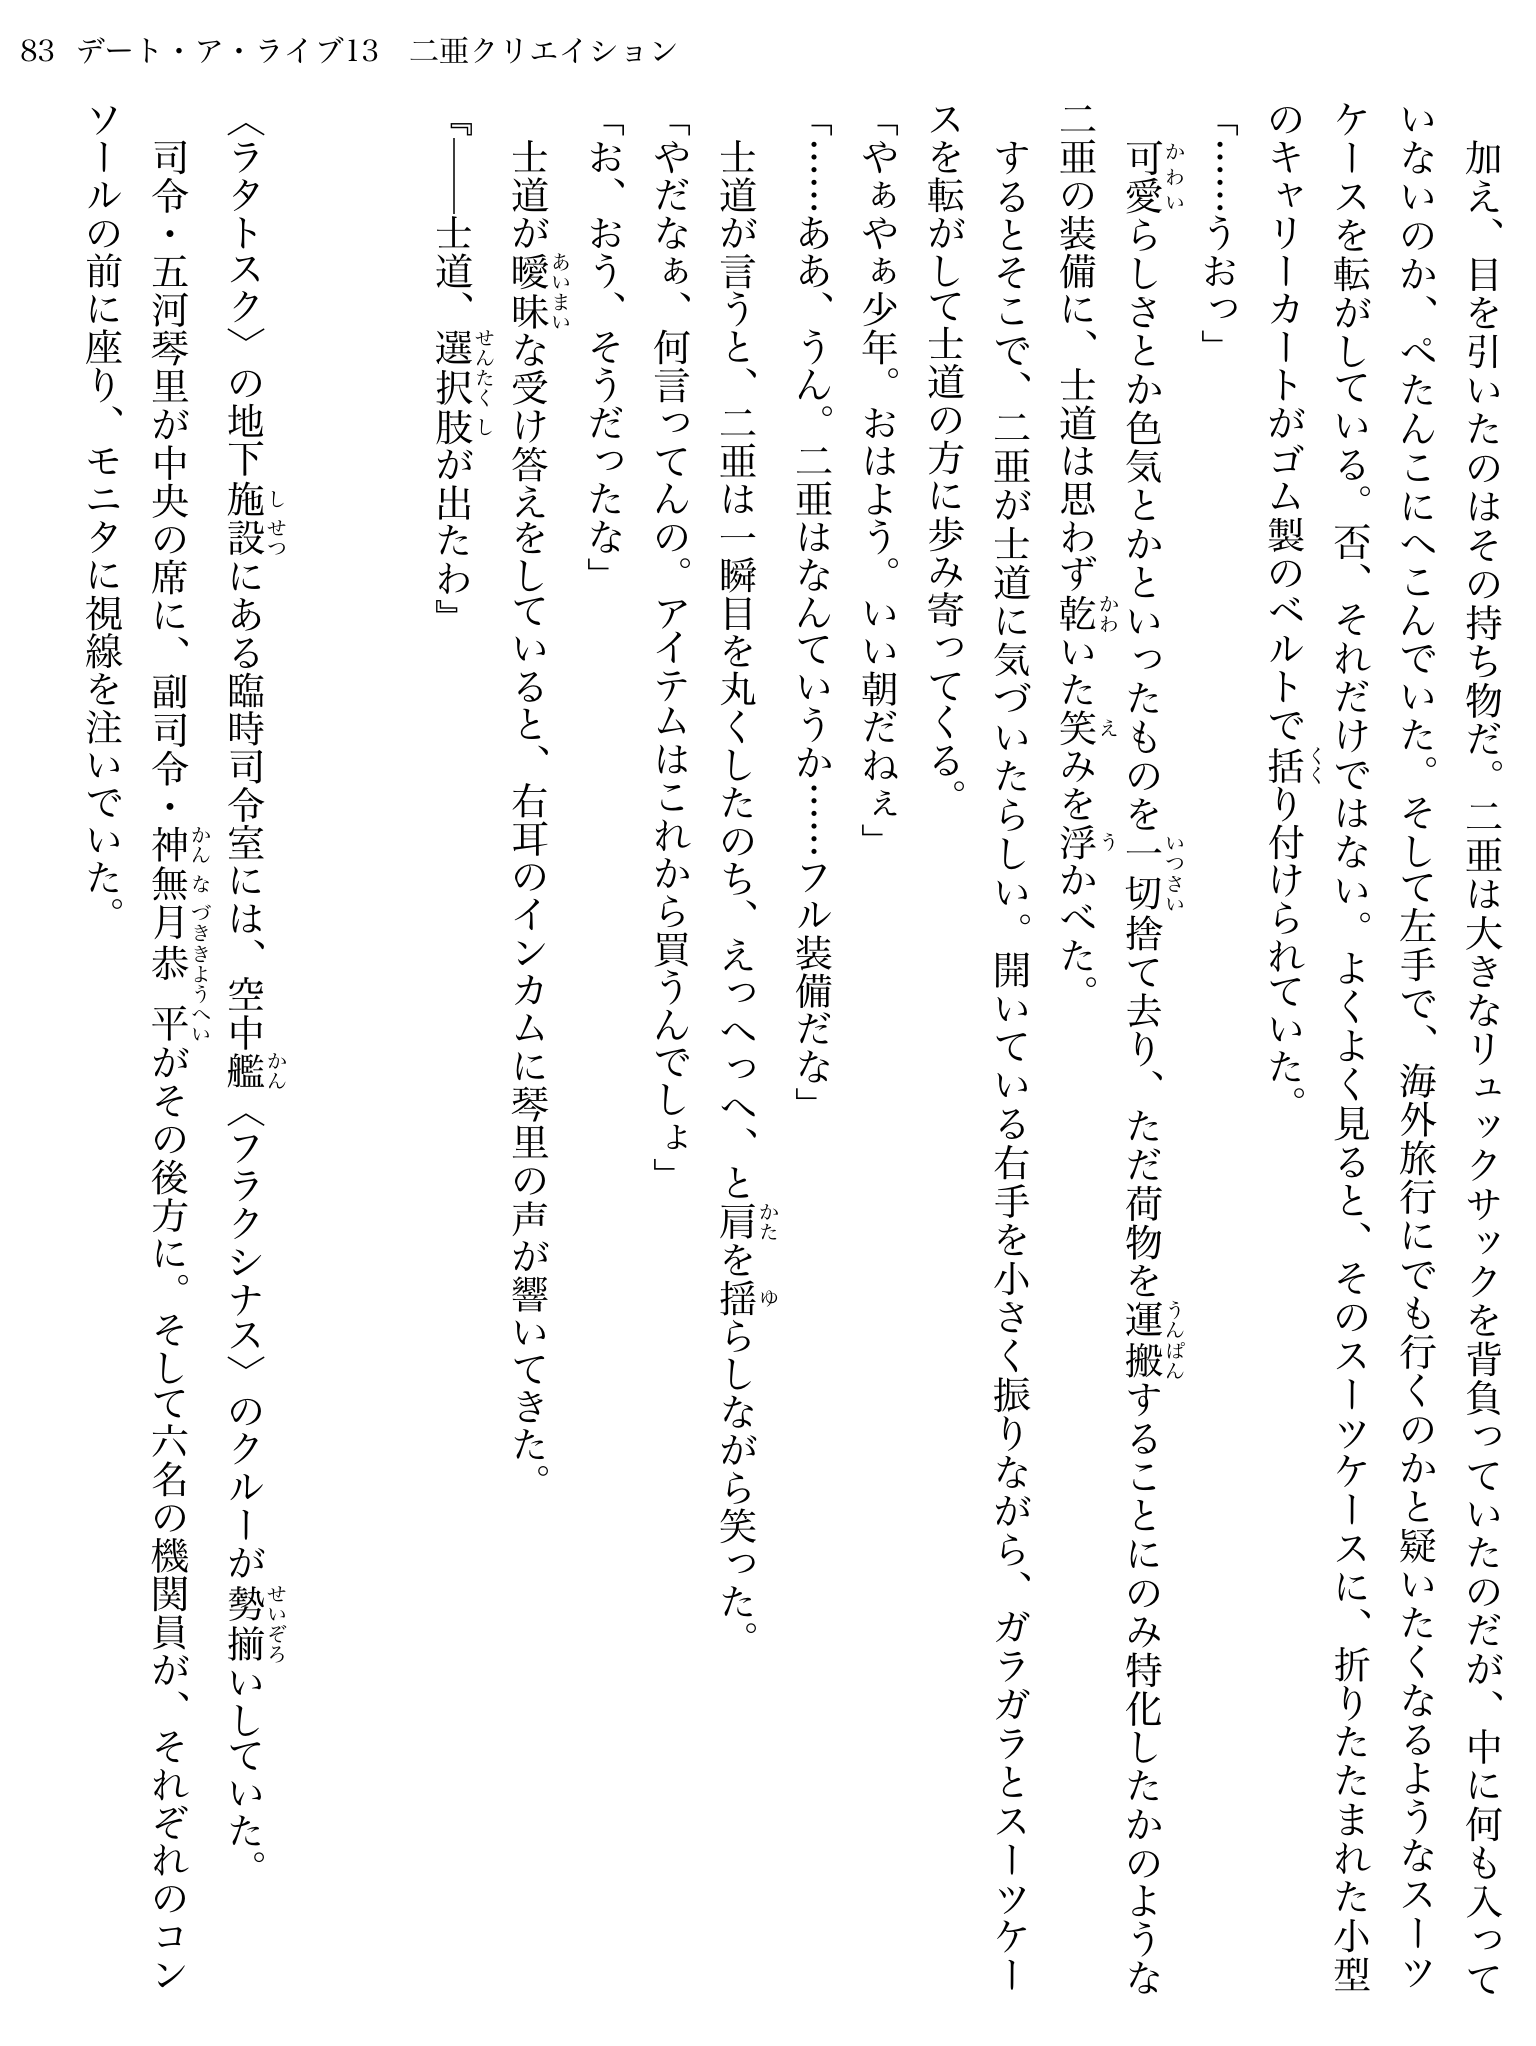 83 デート・ア・ライブ13　二亜クリエイション
　加え、目を引いたのはその持ち物だ。二亜は大きなリュックサックを背負っていたのだが、中に何も入って
いないのか、ぺたんこにへこんでいた。そして左手で、海外旅行にでも行くのかと疑いたくなるようなスーツ
ケースを転がしている。否、それだけではない。よくよく見ると、そのスーツケースに、折りたたまれた小型
のキャリーカートがゴム製のベルトで括り付けられていた。
「……うおっ」
　可愛らしさとか色気とかといったものを一切捨て去り、ただ荷物を運搬することにのみ特化したかのような
二亜の装備に、士道は思わず乾いた笑みを浮かべた。
　するとそこで、二亜が士道に気づいたらしい。開いている右手を小さく振りながら、ガラガラとスーツケー
スを転がして士道の方に歩み寄ってくる。
「やぁやぁ少年。おはよう。いい朝だねぇ」
「……ああ、うん。二亜はなんていうか……フル装備だな」
　士道が言うと、二亜は一瞬目を丸くしたのち、えっへっへ、と肩を揺らしながら笑った。
「やだなぁ、何言ってんの。アイテムはこれから買うんでしょ」
「お、おう、そうだったな」
　士道が曖昧な受け答えをしていると、右耳のインカムに琴里の声が響いてきた。
『――士道、選択肢が出たわ』
〈ラタトスク〉の地下施設にある臨時司令室には、空中艦〈フラクシナス〉のクルーが勢揃いしていた。
　司令・五河琴里が中央の席に、副司令・神無月恭平がその後方に。そして六名の機関員が、それぞれのコン
ソールの前に座り、モニタに視線を注いでいた。